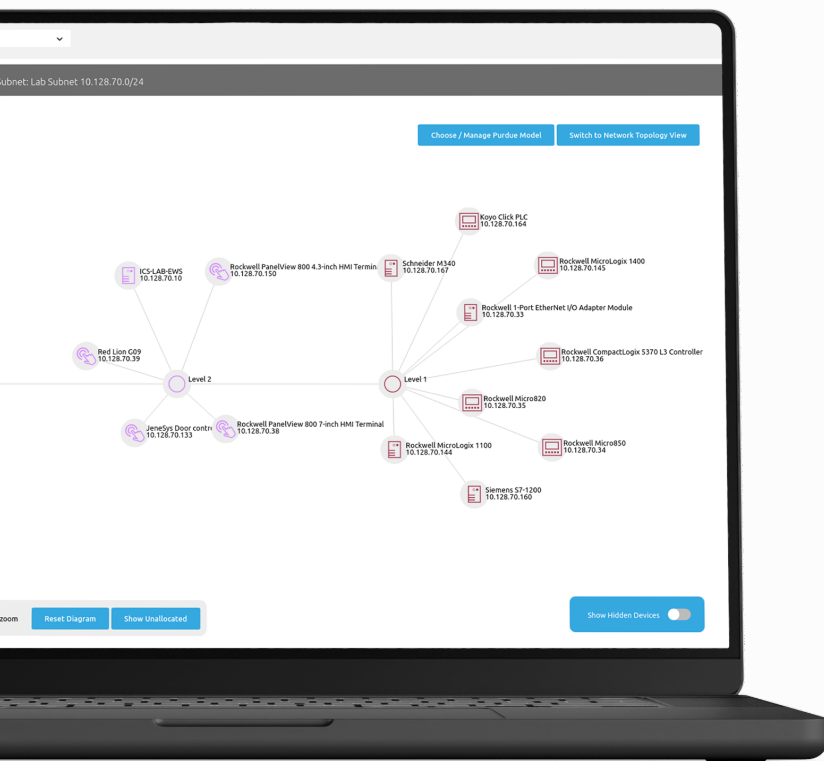 Subnet: Lab Subnet 10.128.70.0/24
Choose / Manage Purdue Model
Switch to Network Topology View
Koyo Click PLC
10.128.70.164
ICS-LAB-EWS
10.128.70.10
Rockwell PanelView 800 4.3-inch HMI Termin
10.128.70.150
Schneider M340
10.128.70.167
Rockwell MicroLogix 1400
10.128.70.145
Rockwell 1-Port EtherNet I/O Adapter Module
10.128.70.33
Red Lion G09
10.128.70.39
Rockwell CompactLogix 5370 L3 Controller
10.128.70.36
Level 2
Level 1
Rockwell Micro820
10.128.70.35
JeneSys Door contr
10.128.70.133
Rockwell PanelView 800 7-inch HMI Terminal
10.128.70.38
Rockwell MicroLogix 1100
10.128.70.144
Rockwell Micro850
10.128.70.34
Siemens S7-1200
10.128.70.160
zoom
Reset Diagram
Show Unallocated
Show Hidden Devices